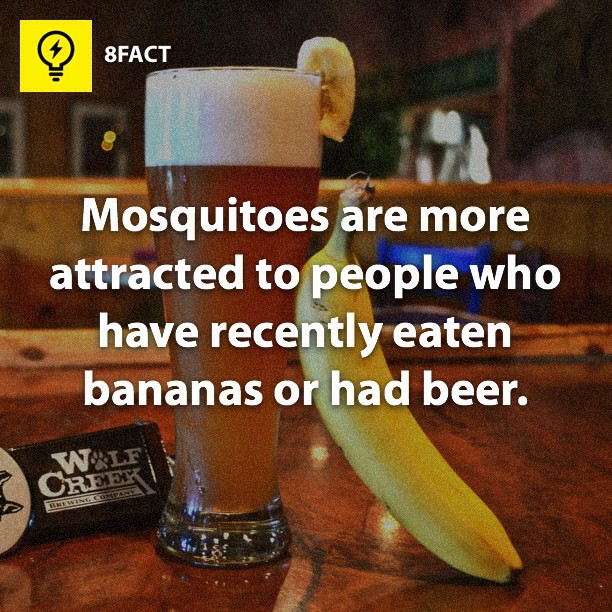 8FACT
Mosquitoes are more
attracted to people who
have recently eaten
bananas or had beer.
WOLF
CREEK
BREWING COMPANY